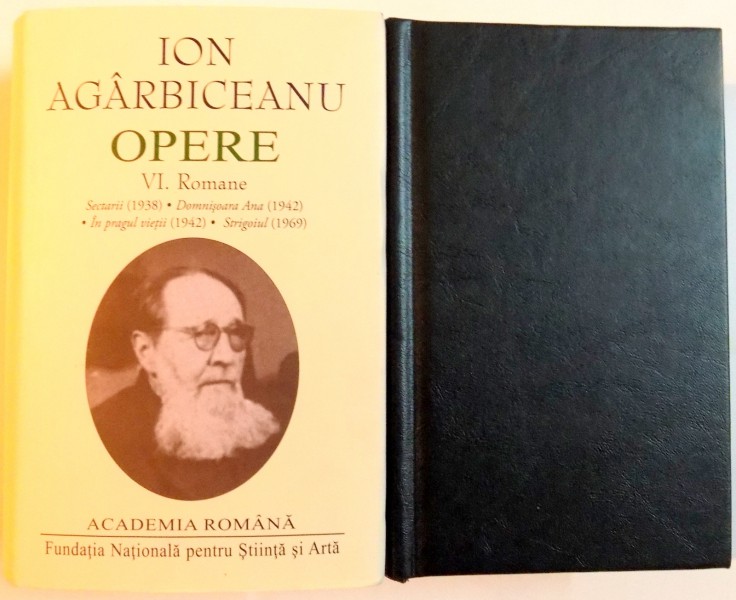 ION
AGÂRBICEANU
OPERE
VI. Romane
Sectarii (1938) • Domnișoara Ana (1942)
• În pragul vieții (1942) • Strigoiul (1969)
ACADEMIA ROMÂNĂ
Fundația Națională pentru Știință și Artă